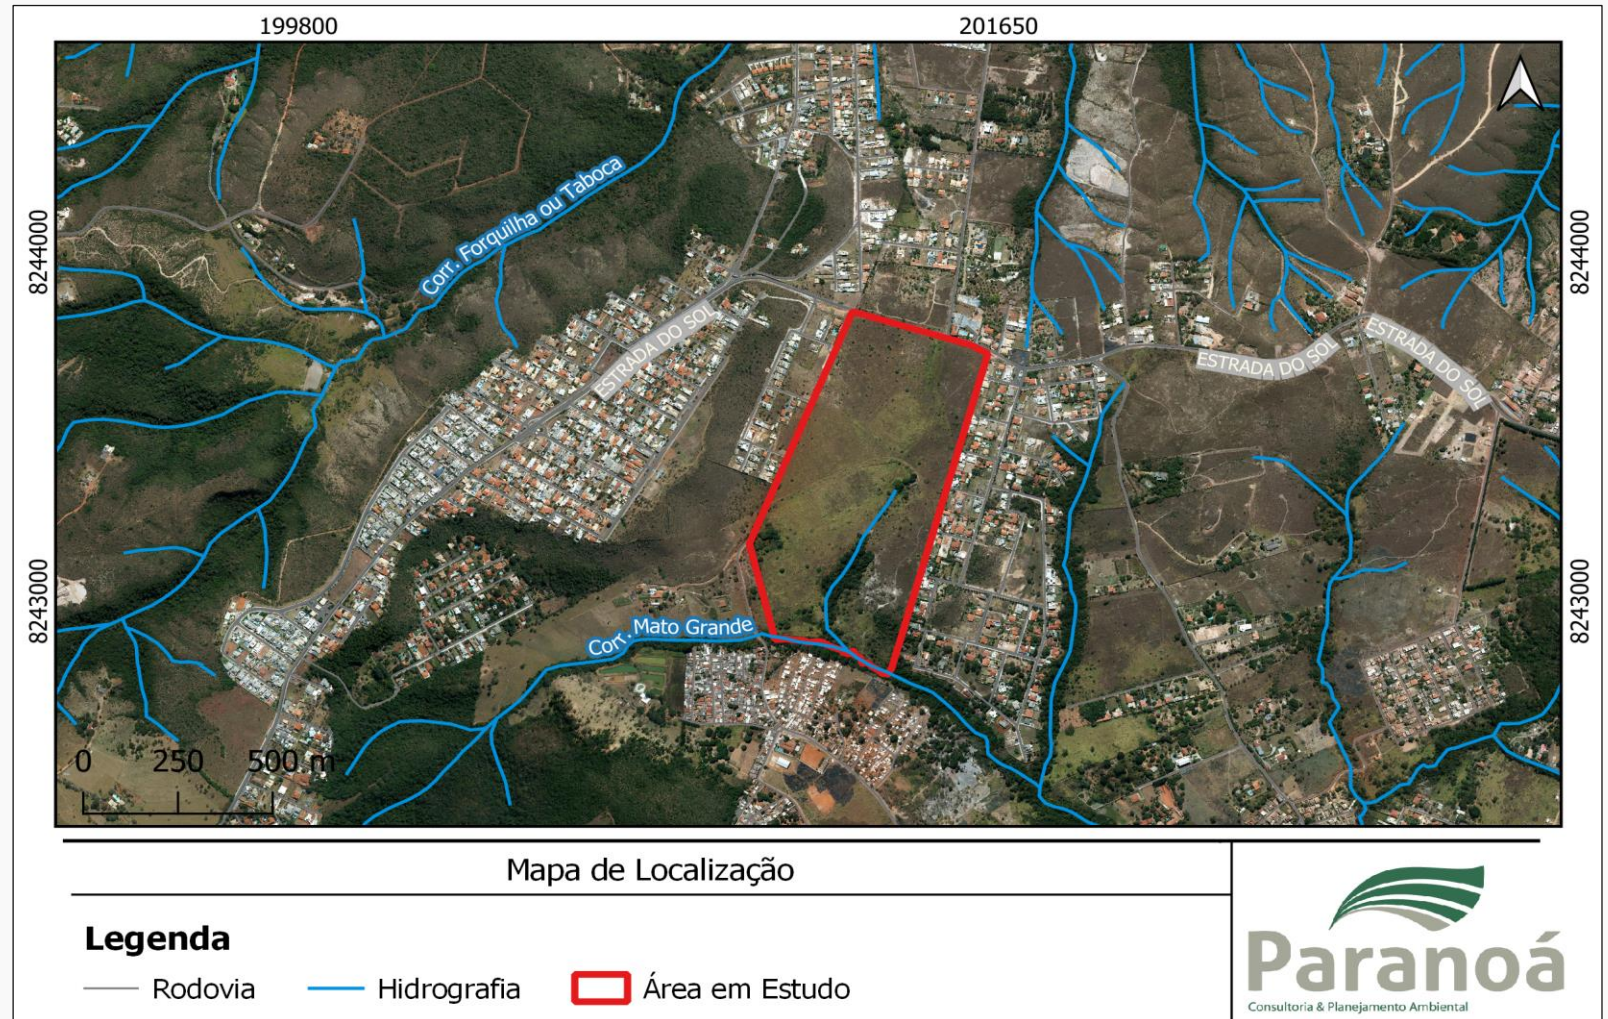 199800
201650
8244000
8244000
Corr. Forquilha ou Taboca
ESTRADA DO SOL
ESTRADA DO SOL
ESTRADA DO SOL
8243000
8243000
Corr. Mato Grande
0 250 500 m
Mapa de Localização
Legenda
Rodovia
Hidrografia
Área em Estudo
Paranoá
Consultoria & Planejamento Ambiental